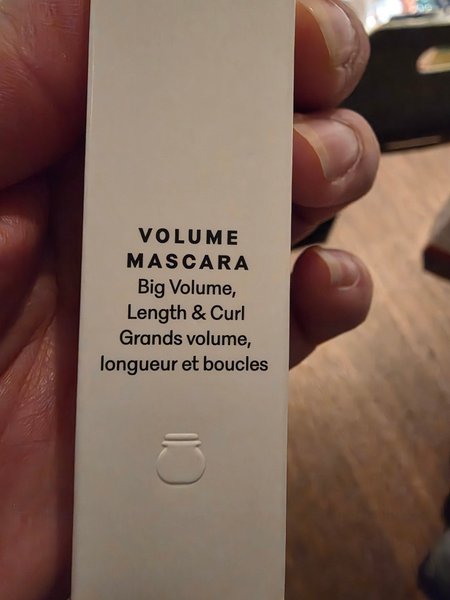 VOLUME
MASCARA
Big Volume,
Length & Curl
Grands volume,
longueur et boucles